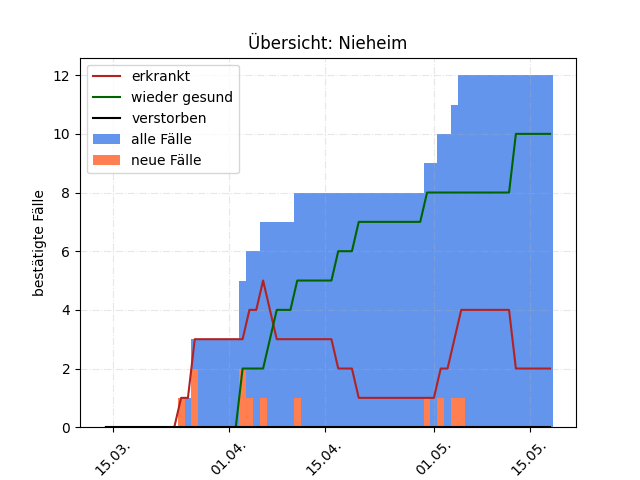 Übersicht: Nieheim
erkrankt
wieder gesund
verstorben
alle Fälle
neue Fälle
bestätigte Fälle
12
10
8
6
4
2
0
15.03.
01.04.
15.04.
01.05.
15.05.